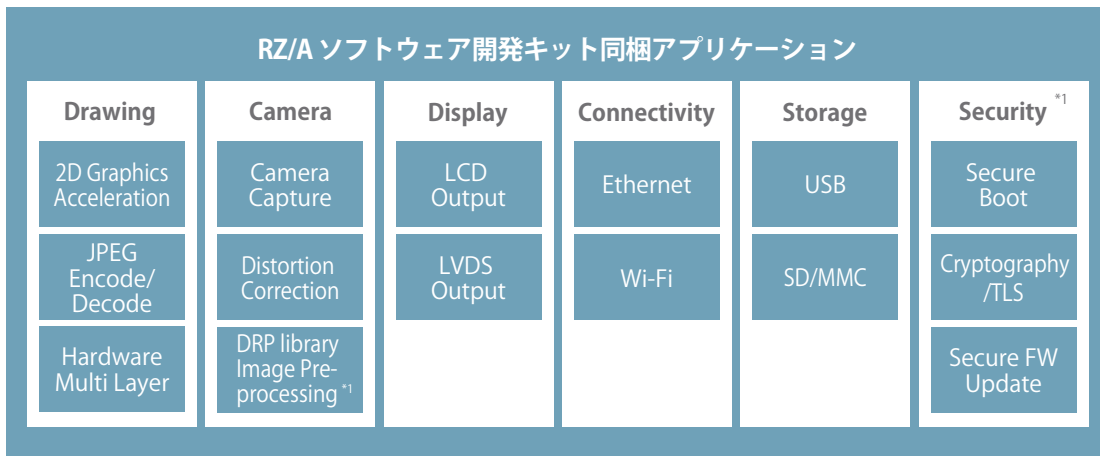 RZ/A ソフトウェア開発キット同梱アプリケーション
Drawing
2D Graphics
Acceleration
JPEG
Encode/
Decode
Hardware
Multi Layer
Camera
Camera
Capture
Distortion
Correction
DRP library
Image Pre-
processing *1
Display
LCD
Output
LVDS
Output
Connectivity
Ethernet
Wi-Fi
Storage
USB
SD/MMC
Security *1
Secure
Boot
Cryptography
/TLS
Secure FW
Update